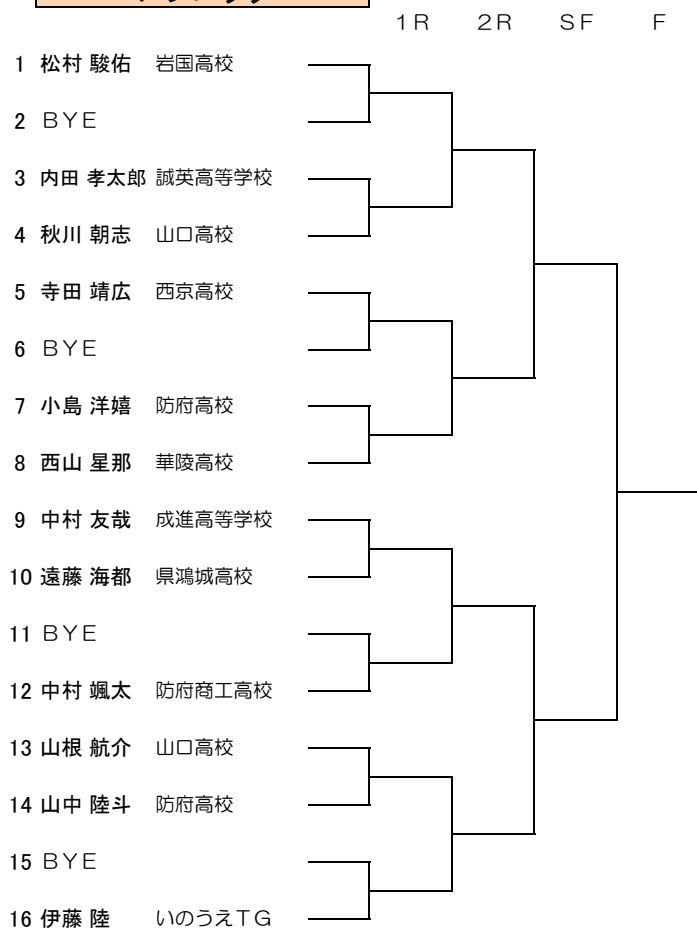 １Ｒ ２Ｒ ＳＦ Ｆ
1 松村 駿佑 岩国高校
2 ＢＹＥ
3 内田 孝太郎 誠英高等学校
4 秋川 朝志 山口高校
5 寺田 靖広 西京高校
6 ＢＹＥ
7 小島 洋嬉 防府高校
8 西山 星那 華陵高校
9 中村 友哉 成進高等学校
10 遠藤 海都 県鴻城高校
11 ＢＹＥ
12 中村 颯太 防府商工高校
13 山根 航介 山口高校
14 山中 陸斗 防府高校
15 ＢＹＥ
16 伊藤 陸 いのうえＴＧ